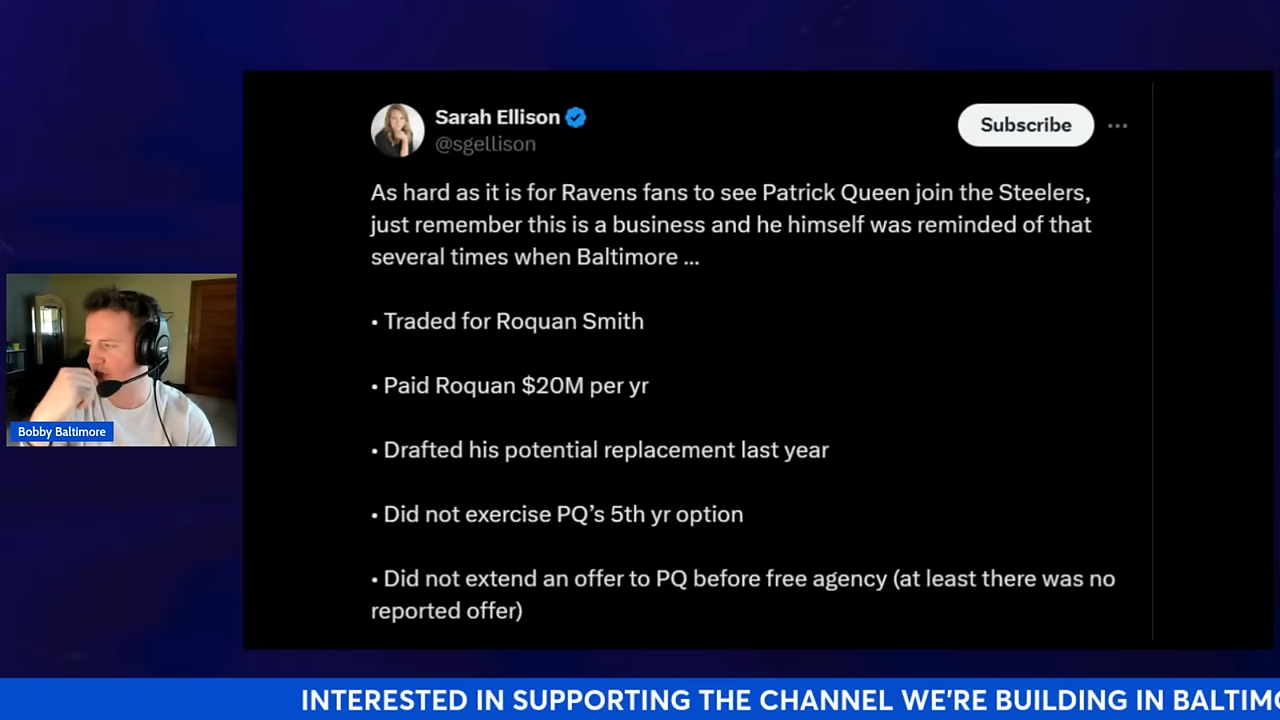 Sarah Ellison
@sgellison
Subscribe
As hard as it is for Ravens fans to see Patrick Queen join the Steelers,
just remember this is a business and he himself was reminded of that
several times when Baltimore ...
• Traded for Roquan Smith
• Paid Roquan $20M per yr
• Drafted his potential replacement last year
• Did not exercise PQ’s 5th yr option
• Did not extend an offer to PQ before free agency (at least there was no
reported offer)
Bobby Baltimore
INTERESTED IN SUPPORTING THE CHANNEL WE'RE BUILDING IN BALTIMO